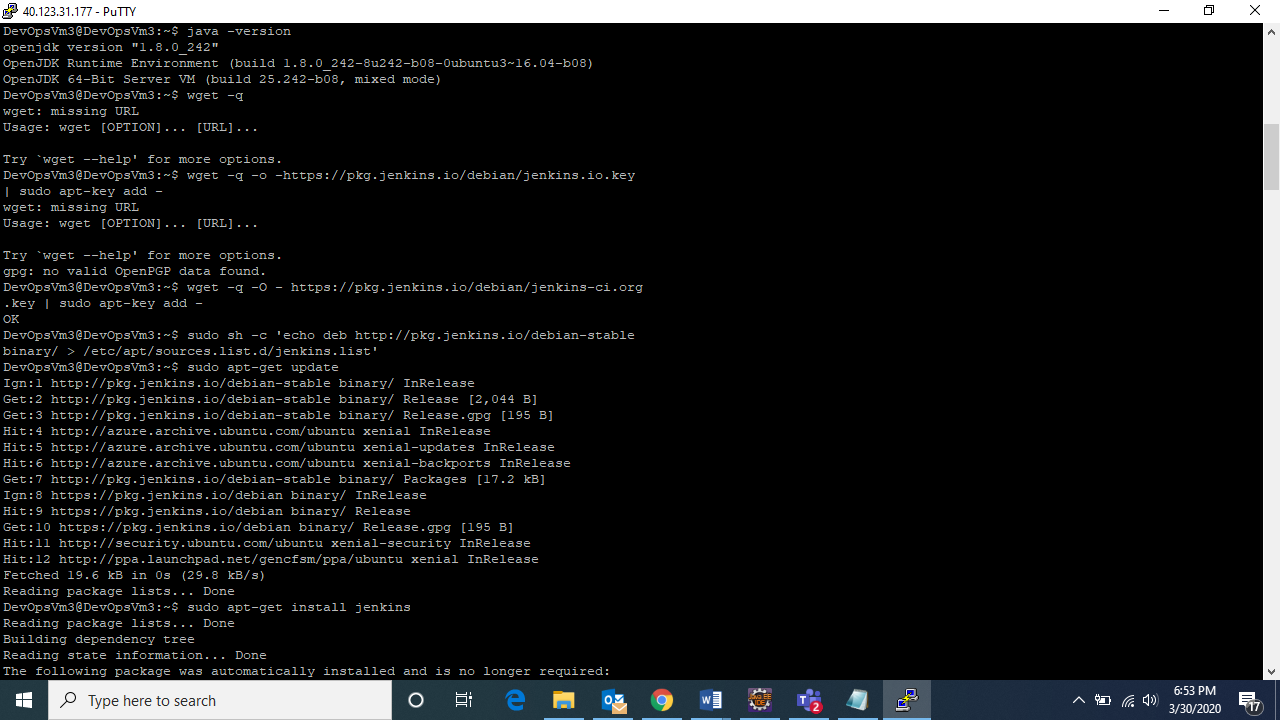 40.123.31.177 - PuTTY
DevOpsVm3@DevOpsVm3:~$ java -version
openjdk version "1.8.0_242"
OpenJDK Runtime Environment (build 1.8.0_242-8u242-b08-0ubuntu3~16.04-b08)
OpenJDK 64-Bit Server VM (build 25.242-b08, mixed mode)
DevOpsVm3@DevOpsVm3:~$ wget -q
wget: missing URL
Usage: wget [OPTION]... [URL]...

Try `wget --help' for more options.
DevOpsVm3@DevOpsVm3:~$ wget -q -o -https://pkg.jenkins.io/debian/jenkins.io.key
| sudo apt-key add -
wget: missing URL
Usage: wget [OPTION]... [URL]...

Try `wget --help' for more options.
gpg: no valid OpenPGP data found.
DevOpsVm3@DevOpsVm3:~$ wget -q -O - https://pkg.jenkins.io/debian/jenkins-ci.org
.key | sudo apt-key add -
OK
DevOpsVm3@DevOpsVm3:~$ sudo sh -c 'echo deb http://pkg.jenkins.io/debian-stable
binary/ > /etc/apt/sources.list.d/jenkins.list'
DevOpsVm3@DevOpsVm3:~$ sudo apt-get update
Ign:1 http://pkg.jenkins.io/debian-stable binary/ InRelease
Get:2 http://pkg.jenkins.io/debian-stable binary/ Release [2,044 B]
Get:3 http://pkg.jenkins.io/debian-stable binary/ Release.gpg [195 B]
Hit:4 http://azure.archive.ubuntu.com/ubuntu xenial InRelease
Hit:5 http://azure.archive.ubuntu.com/ubuntu xenial-updates InRelease
Hit:6 http://azure.archive.ubuntu.com/ubuntu xenial-backports InRelease
Get:7 http://pkg.jenkins.io/debian-stable binary/ Packages [17.2 kB]
Ign:8 https://pkg.jenkins.io/debian binary/ InRelease
Hit:9 https://pkg.jenkins.io/debian binary/ Release
Get:10 https://pkg.jenkins.io/debian binary/ Release.gpg [195 B]
Hit:11 http://security.ubuntu.com/ubuntu xenial-security InRelease
Hit:12 http://ppa.launchpad.net/gencfsm/ppa/ubuntu xenial InRelease
Fetched 19.6 kB in 0s (29.8 kB/s)
Reading package lists... Done
DevOpsVm3@DevOpsVm3:~$ sudo apt-get install jenkins
Reading package lists... Done
Building dependency tree
Reading state information... Done
The following package was automatically installed and is no longer required:
Type here to search
Java EE
IDE
2
6:53 PM
3/30/2020
17